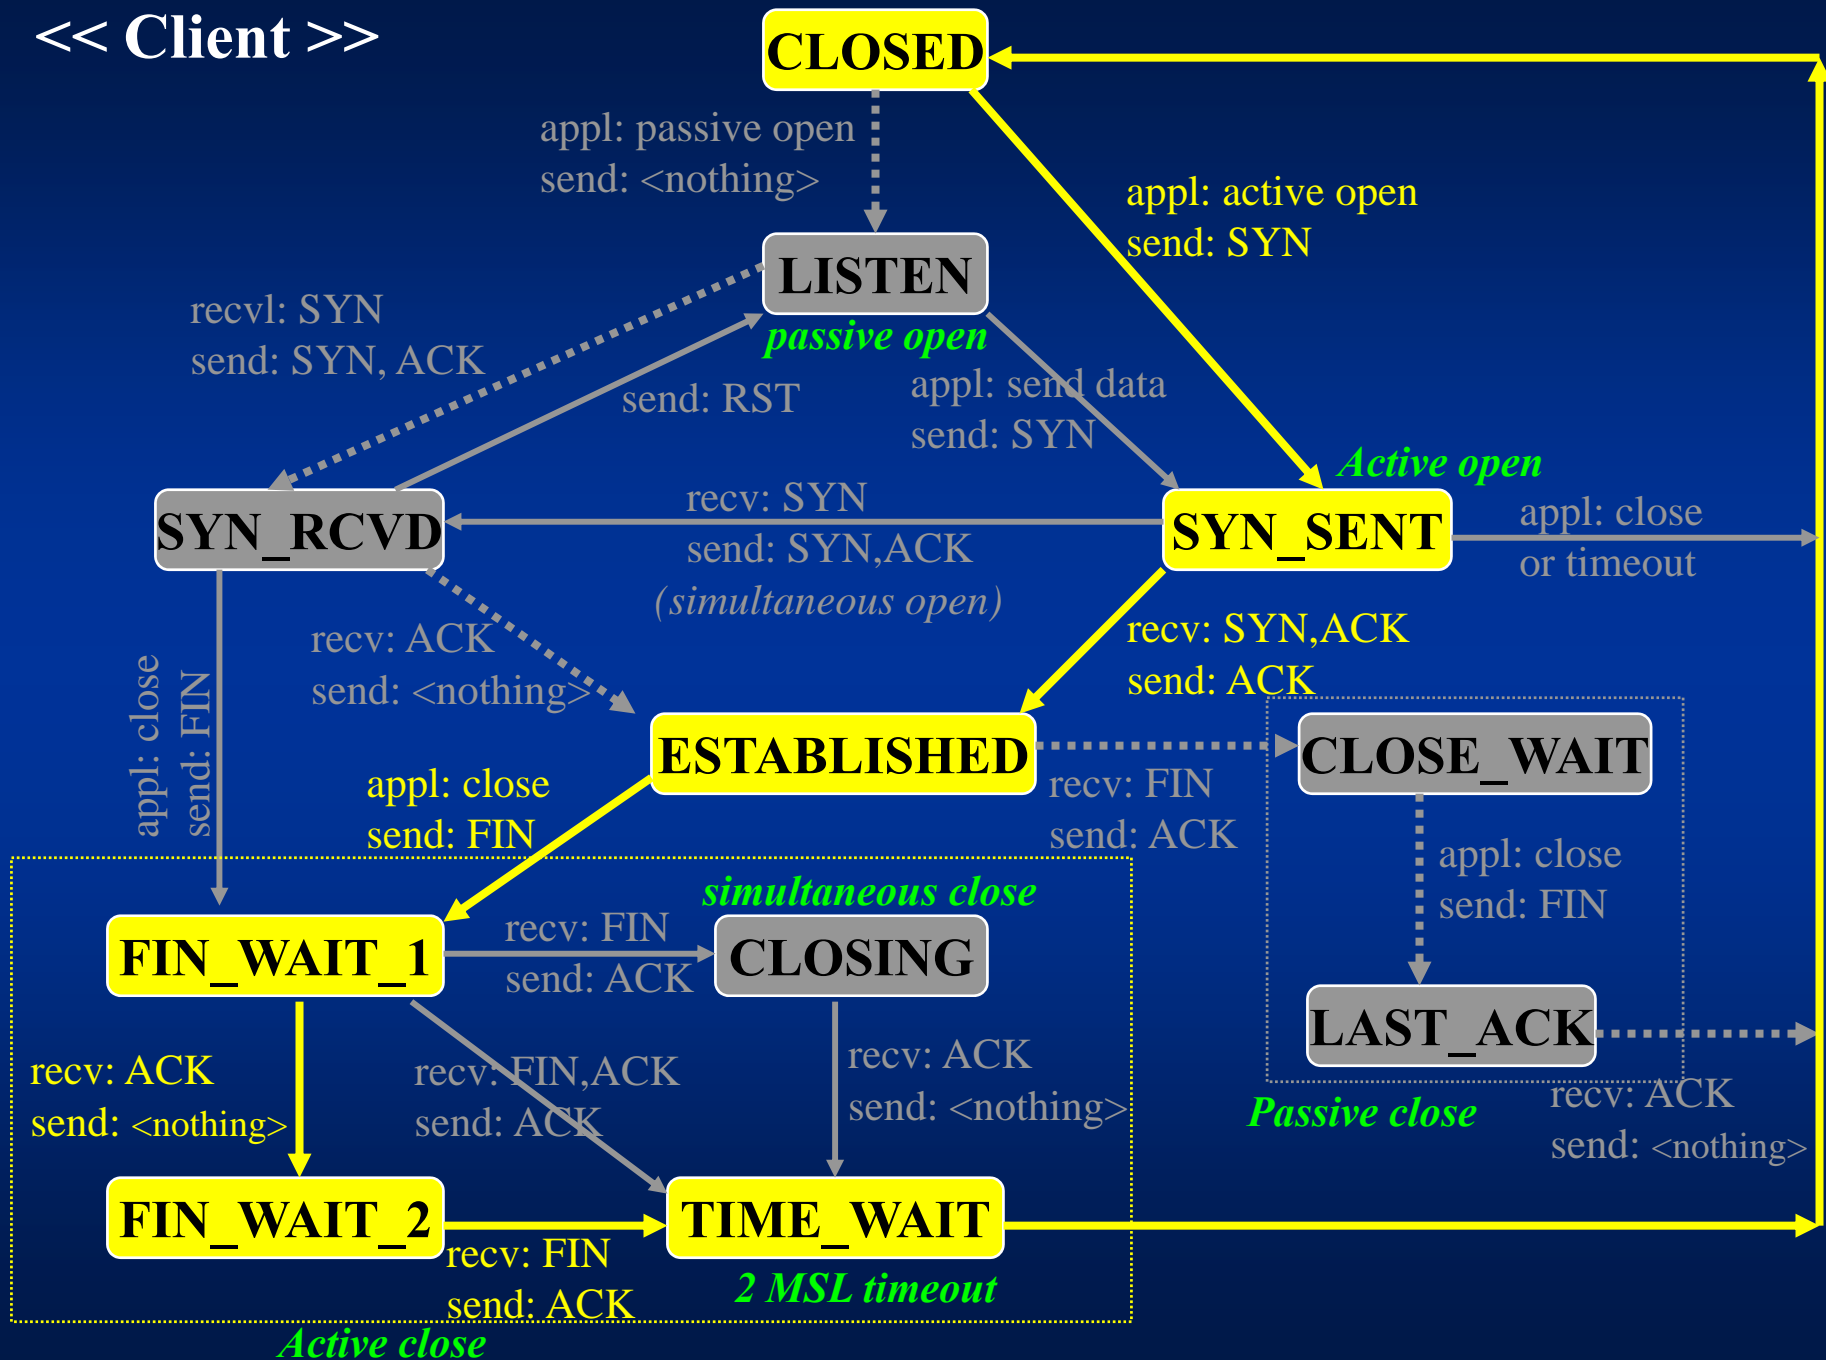 << Client >>
CLOSED
appl: passive open
send: <nothing>
appl: active open
send: SYN
LISTEN
passive open
recvl: SYN
send: SYN, ACK
send: RST
appl: send data
send: SYN
Active open
SYN_RCVD
recv: SYN
send: SYN,ACK
(simultaneous open)
SYN_SENT
appl: close
or timeout
recv: ACK
send: <nothing>
recv: SYN,ACK
send: ACK
appl: close
send: FIN
ESTABLISHED
CLOSE_WAIT
appl: close
send: FIN
recv: FIN
send: ACK
appl: close
send: FIN
simultaneous close
FIN_WAIT_1
recv: FIN
send: ACK
CLOSING
LAST_ACK
recv: ACK
send: <nothing>
recv: FIN,ACK
send: ACK
recv: ACK
send: <nothing>
Passive close
recv: ACK
send: <nothing>
FIN_WAIT_2
recv: FIN
send: ACK
TIME_WAIT
2 MSL timeout
Active close